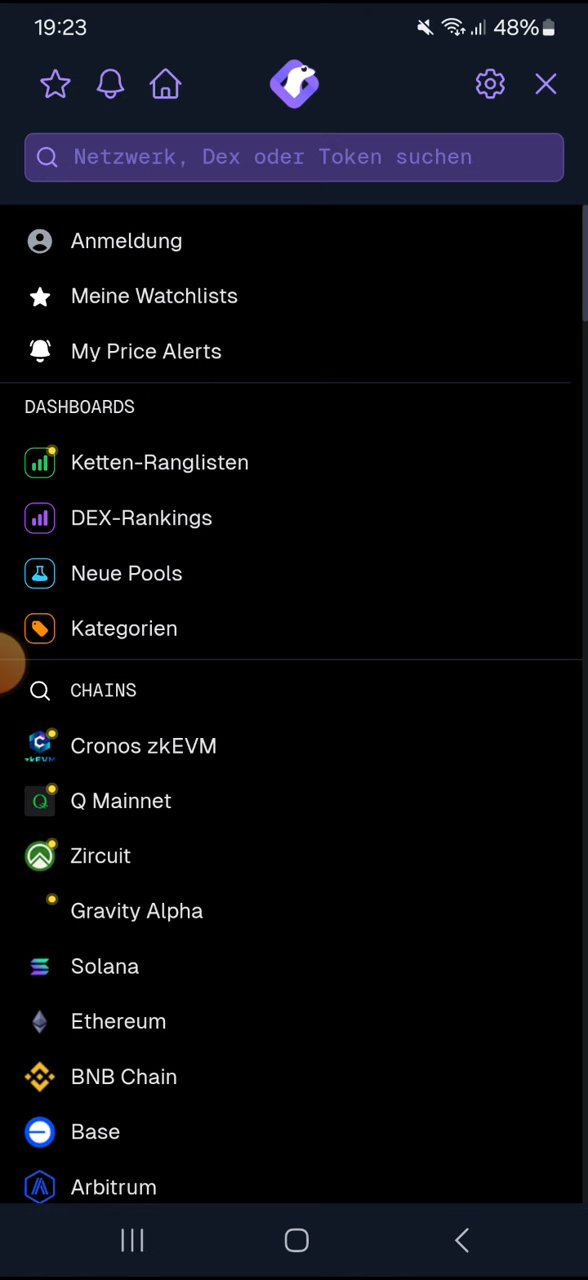 19:23
48%
Netzwerk, Dex oder Token suchen
Anmeldung
Meine Watchlists
My Price Alerts
DASHBOARDS
Ketten-Ranglisten
DEX-Rankings
Neue Pools
Kategorien
CHAINS
Cronos zkEVM
Q Mainnet
Zircuit
Gravity Alpha
Solana
Ethereum
BNB Chain
Base
Arbitrum